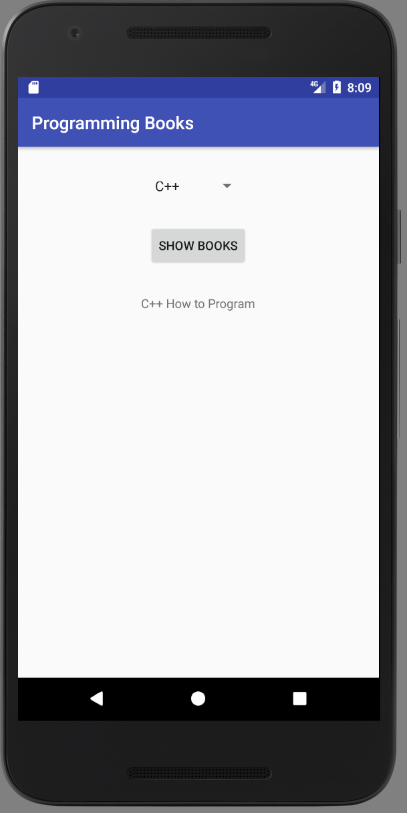 4G 8:09
Programming Books
C++
SHOW BOOKS
C++ How to Program